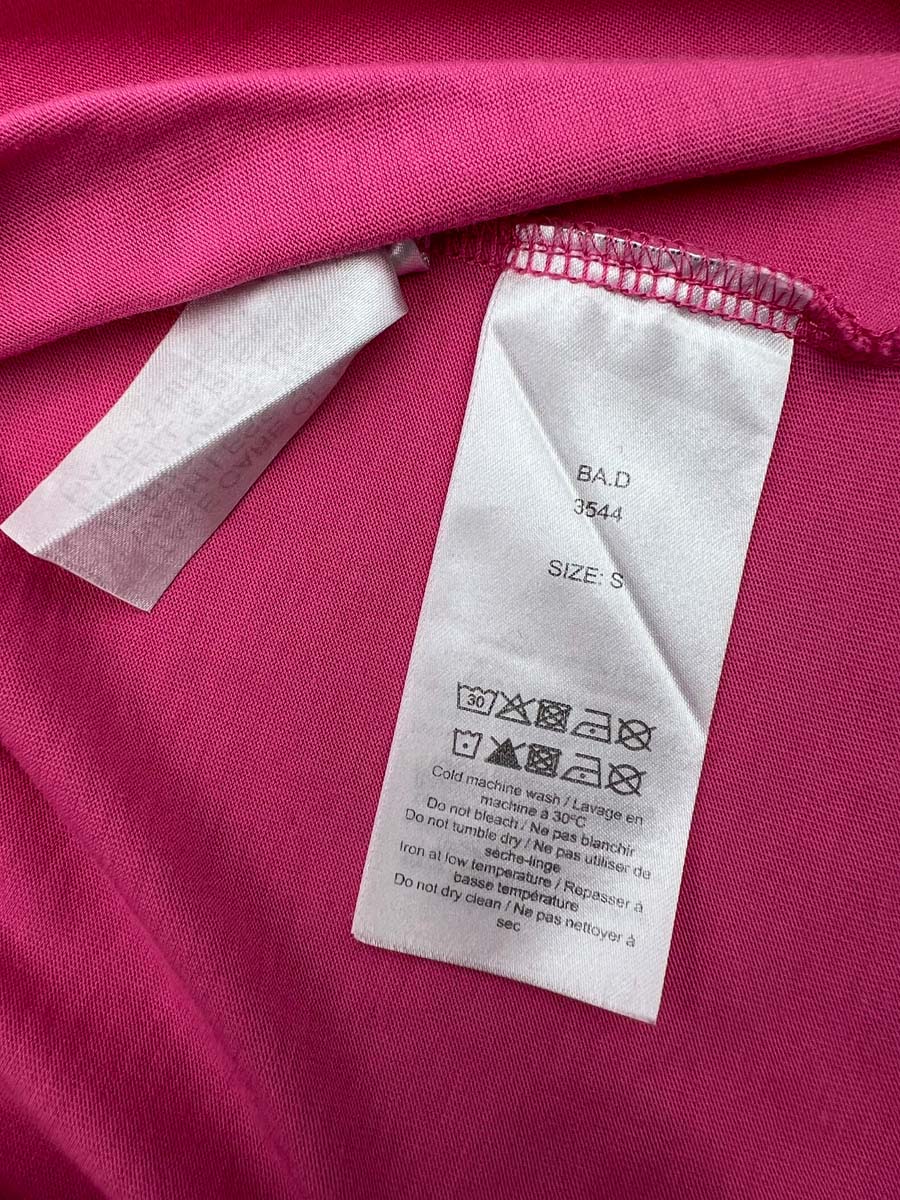 BA.D
3544
SIZE: S
30
Cold machine wash / Lavage en
machine à 30ºC
Do not bleach / Ne pas blanchir
Do not tumble dry / Ne pas utiliser de
sèche-linge
Iron at low temperature / Repasser à
basse température
Do not dry clean / Ne pas nettoyer à
sec